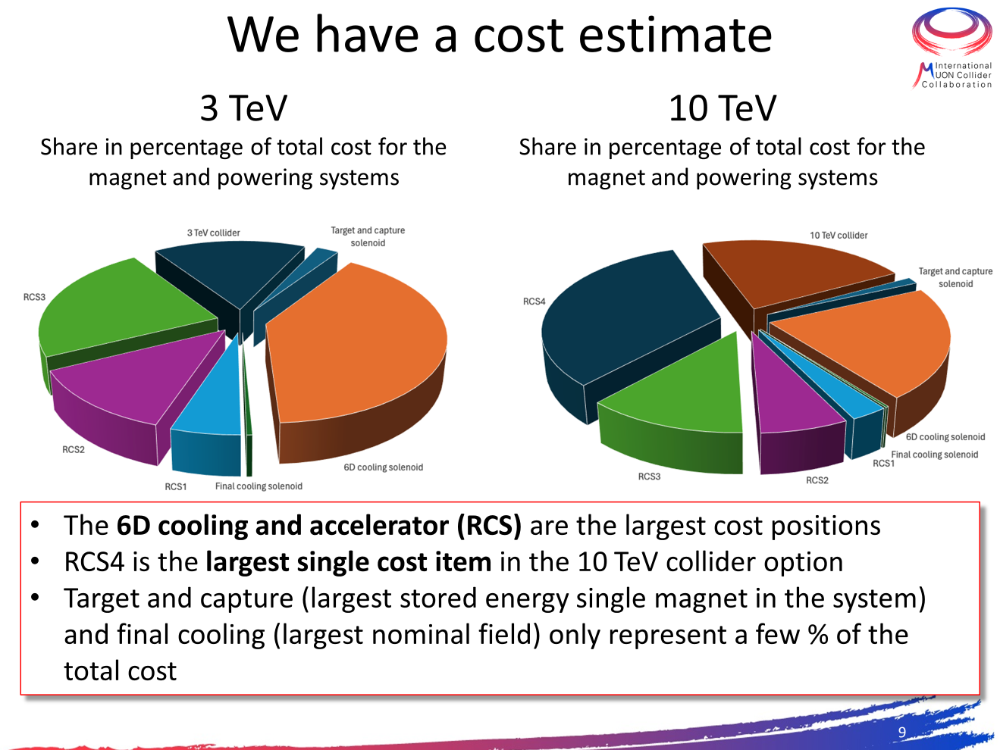 We have a cost estimate
International
MUON Collider
Collaboration
3 TeV
Share in percentage of total cost for the
magnet and powering systems
3 TeV collider
Target and capture
solenoid
RCS3
RCS2
RCS1
Final cooling solenoid
6D cooling solenoid
10 TeV
Share in percentage of total cost for the
magnet and powering systems
10 TeV collider
Target and capture
solenoid
RCS4
6D cooling solenoid
Final cooling solenoid
RCS1
RCS3
RCS2
• The 6D cooling and accelerator (RCS) are the largest cost positions
• RCS4 is the largest single cost item in the 10 TeV collider option
• Target and capture (largest stored energy single magnet in the system)
and final cooling (largest nominal field) only represent a few % of the
total cost
9